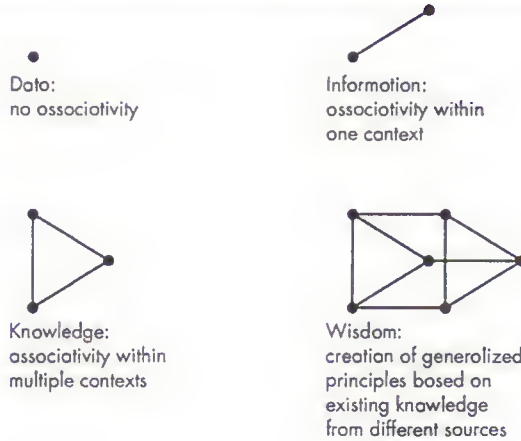 Data:
no associativity
Information:
associativity within
one context
Knowledge:
associativity within
multiple contexts
Wisdom:
creation of generalized
principles based on
existing knowledge
from different sources